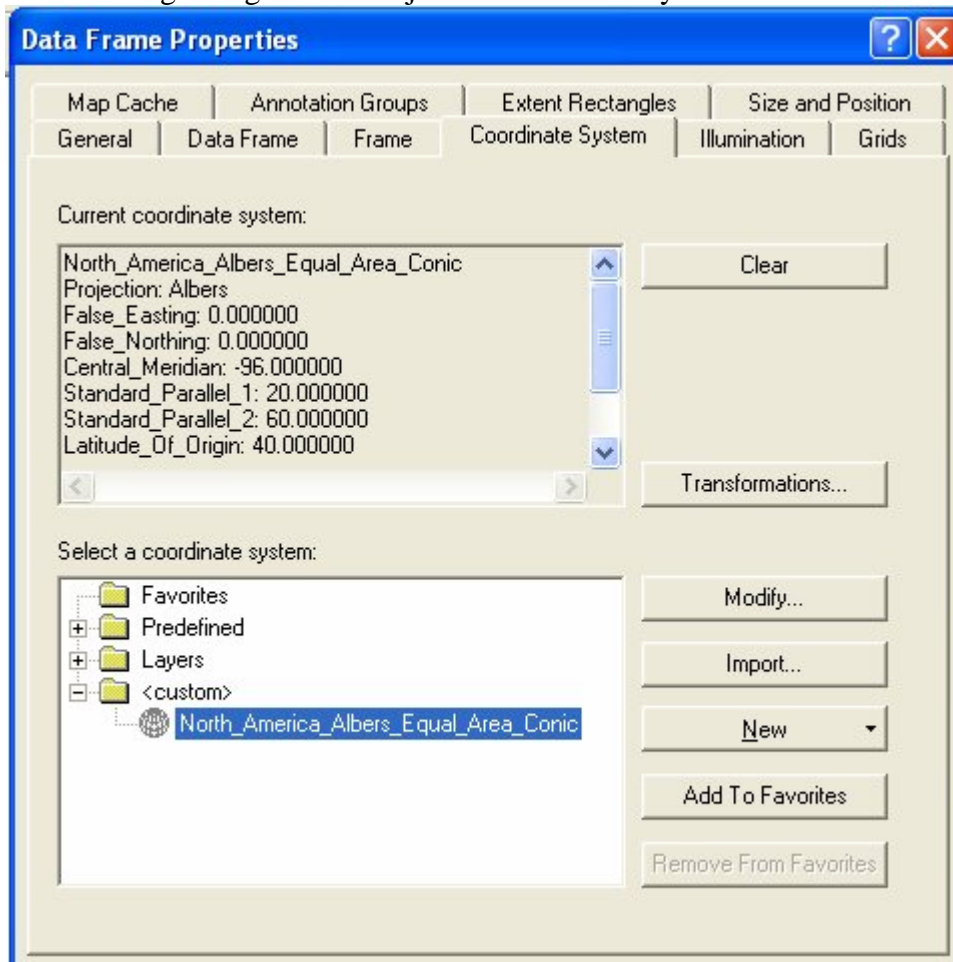 Data Frame Properties
Map Cache
Annotation Groups
Extent Rectangles
Size and Position
General
Data Frame
Frame
Coordinate System
Illumination
Grids
Current coordinate system:
North_America_Albers_Equal_Area_Conic
Projection: Albers
False_Easting: 0.000000
False_Northing: 0.000000
Central_Meridian: -96.000000
Standard_Parallel_1: 20.000000
Standard_Parallel_2: 60.000000
Latitude_Of_Origin: 40.000000
Clear
Transformations...
Select a coordinate system:
Favorites
Predefined
Layers
<custom>
North_America_Albers_Equal_Area_Conic
Modify...
Import...
New
Add To Favorites
Remove From Favorites